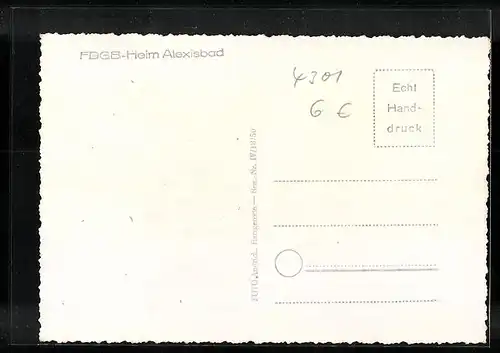 FDGB-Heim Alexisbad
4301
6 €
Echt
Hand-
druck